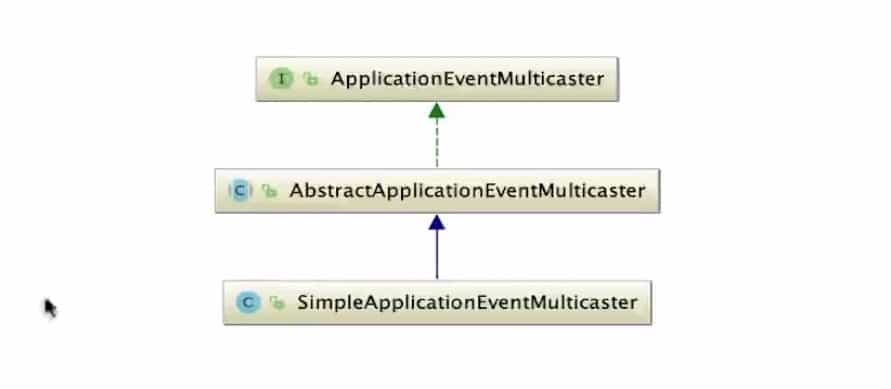 I ApplicationEventMulticaster
C AbstractApplicationEventMulticaster
C SimpleApplicationEventMulticaster